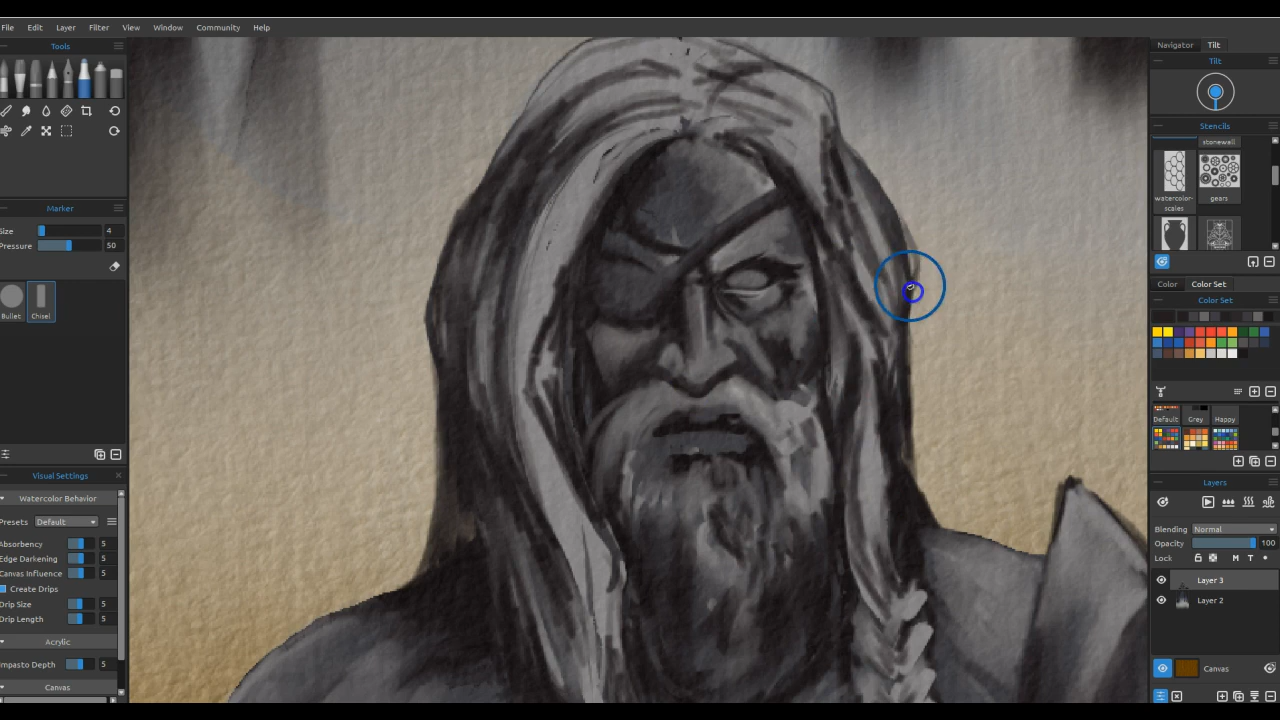 File Edit Layer Filter View Window Community Help
Tools
Marker
Size 4
Pressure 50
Bullet Chisel
Visual Settings
Watercolor Behavior
Presets Default
Absorbency 5
Edge Darkening 5
Canvas Influence 5
Create Drips
Drip Size 5
Drip Length 5
Acrylic
Impasto Depth 5
Canvas
Navigator Tilt
Tilt
Stencils
stonewall
watercolor-
scales
gears
Color Color Set
Color Set
Default Grey Happy
Layers
Blending Normal
Opacity 100
Lock M T
Layer 3
Layer 2
Canvas